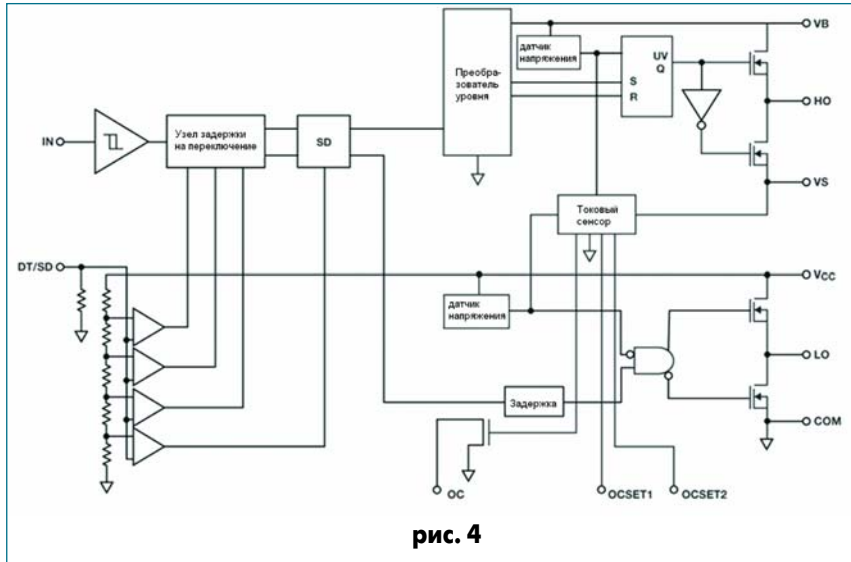 VB
датчик
напряжения
UV
Q
Преобра-
зователь
уровня
S
R
HO
IN
Узел задержки
на переключение
SD
VS
Токовый
сенсор
DT/SD
VCC
датчик
напряжения
LO
Задержка
COM
OC
OCSET1
OCSET2
рис. 4